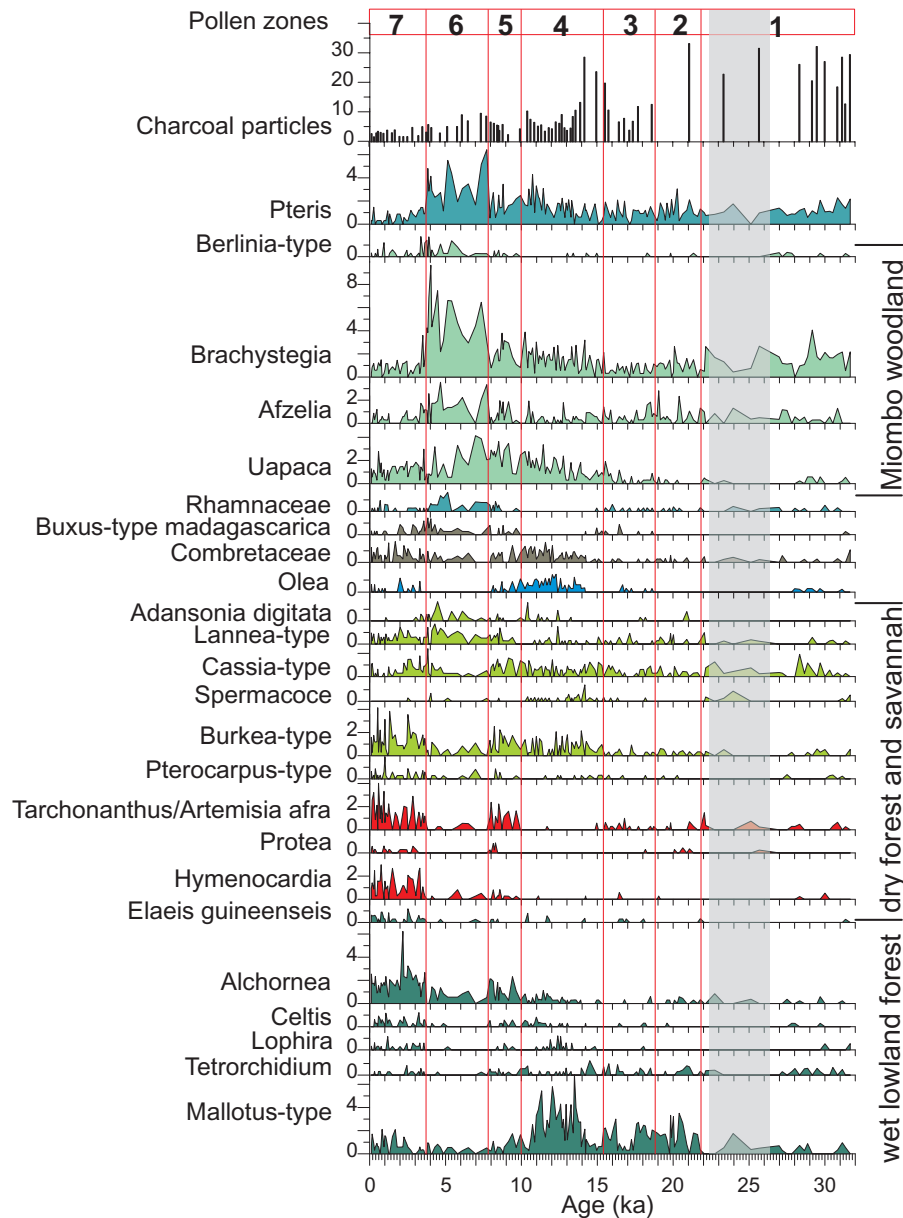 Pollen zones
7 6 5 4 3 2 1
30
20
10
0
Charcoal particles
4
0
Pteris
Berlinia-type 0
8
4
0
Brachystegia
2
0
Afzelia
2
0
Uapaca
Rhamnaceae 0
Buxus-type madagascarica 0
Combretaceae 0
Olea 0
Adansonia digitata 0
Lannea-type 0
Cassia-type 0
Spermacoce 0
2
0
Burkea-type
Pterocarpus-type 0
2
0
Tarchonanthus/Artemisia afra
Protea 0
2
0
Hymenocardia
Elaeis guineenseis 0
4
0
Alchornea
Celtis 0
Lophira 0
Tetrorchidium 0
4
0
Mallotus-type
0 5 10 15 20 25 30
Age (ka)
Miombo woodland
dry forest and savannah
wet lowland forest